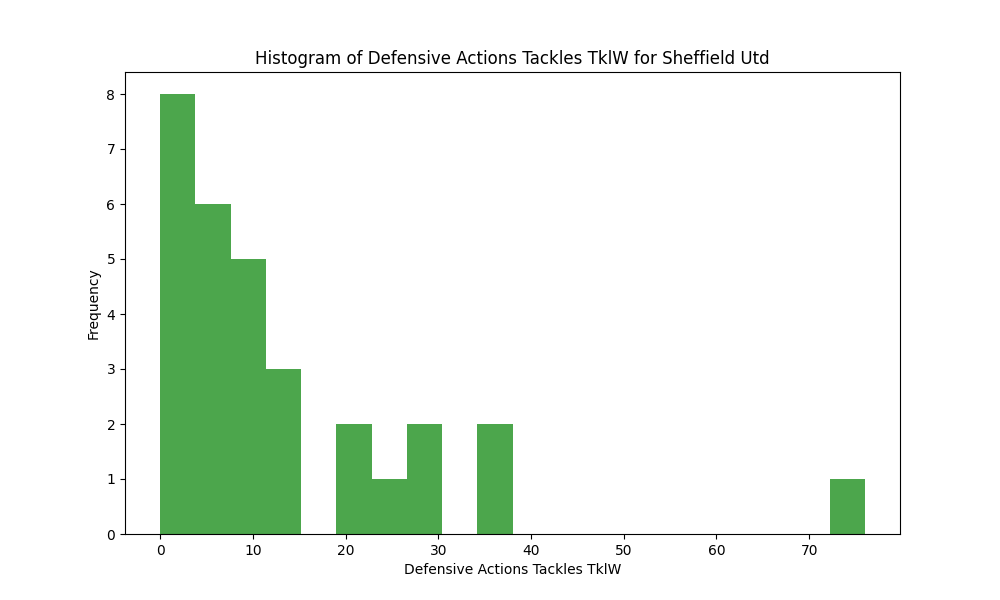 Histogram of Defensive Actions Tackles TklW for Sheffield Utd
8
7
6
5
4
3
2
1
0
Frequency
0 10 20 30 40 50 60 70
Defensive Actions Tackles TklW